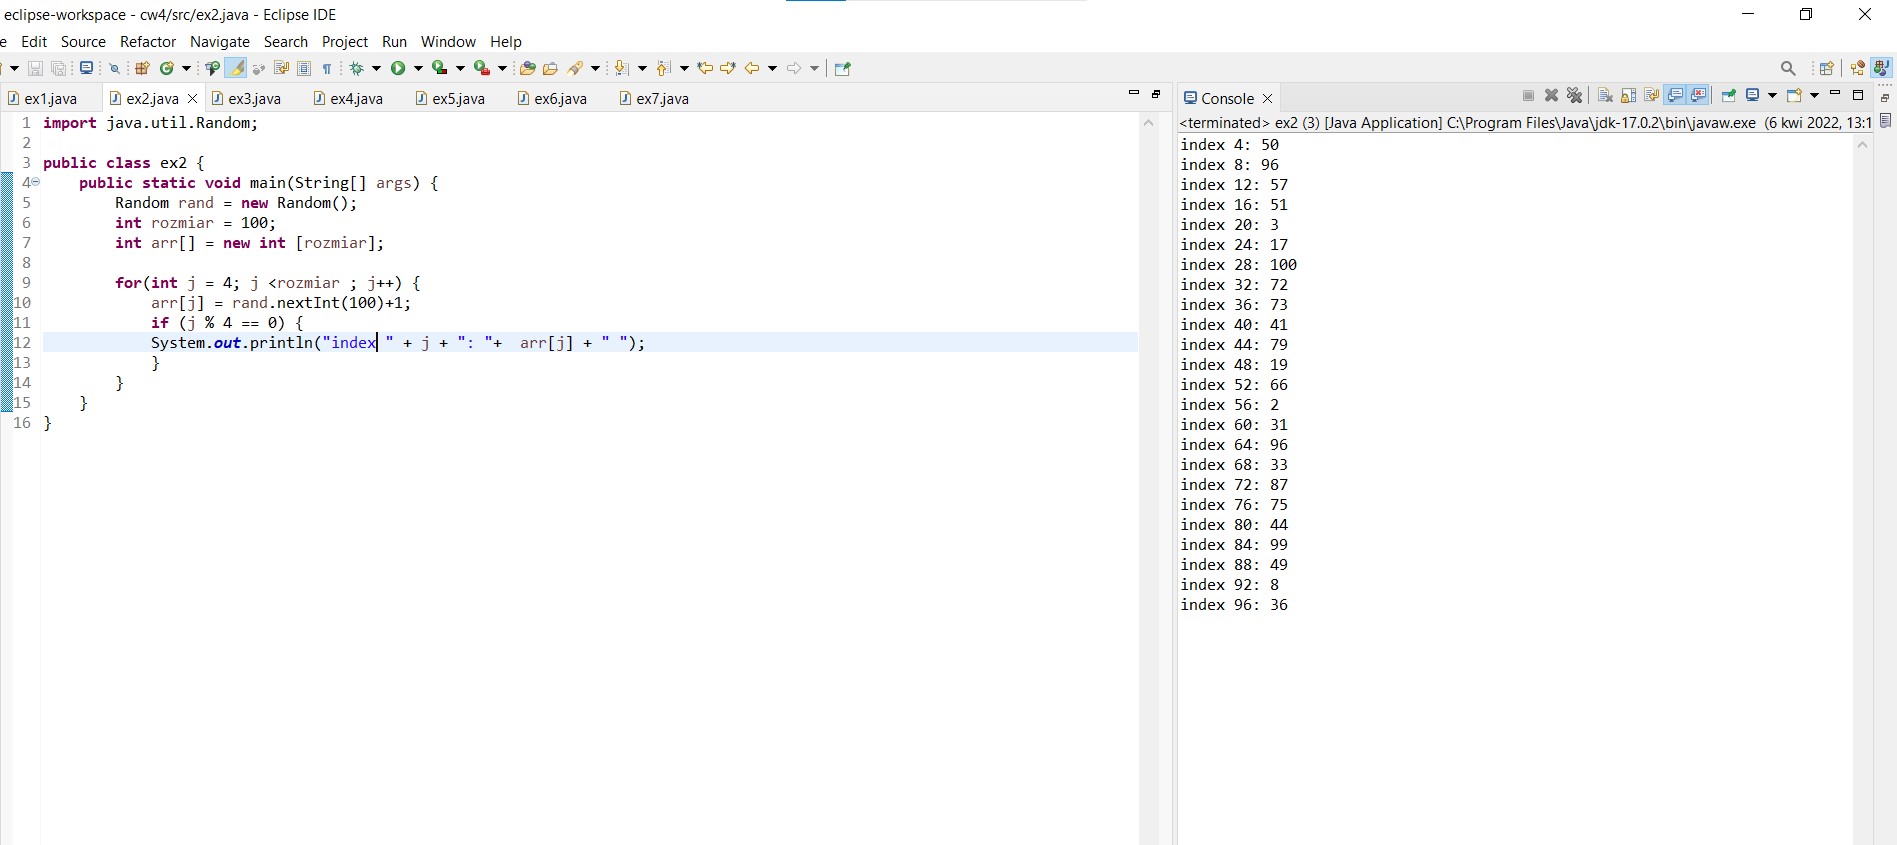 eclipse-workspace - cw4/src/ex2.java - Eclipse IDE
e Edit Source Refactor Navigate Search Project Run Window Help
ex1.java ex2.java ex3.java ex4.java ex5.java ex6.java ex7.java
1 import java.util.Random;
2
3 public class ex2 {
4 public static void main(String[] args) {
5 Random rand = new Random();
6 int rozmiar = 100;
7 int arr[] = new int [rozmiar];
8
9 for(int j = 4; j <rozmiar ; j++) {
10 arr[j] = rand.nextInt(100)+1;
11 if (j % 4 == 0) {
12 System.out.println("index " + j + ": "+  arr[j] + " ");
13 }
14 }
15 }
16 }
Console
<terminated> ex2 (3) [Java Application] C:\Program Files\Java\jdk-17.0.2\bin\javaw.exe (6 kwi 2022, 13:1
index 4: 50
index 8: 96
index 12: 57
index 16: 51
index 20: 3
index 24: 17
index 28: 100
index 32: 72
index 36: 73
index 40: 41
index 44: 79
index 48: 19
index 52: 66
index 56: 2
index 60: 31
index 64: 96
index 68: 33
index 72: 87
index 76: 75
index 80: 44
index 84: 99
index 88: 49
index 92: 8
index 96: 36